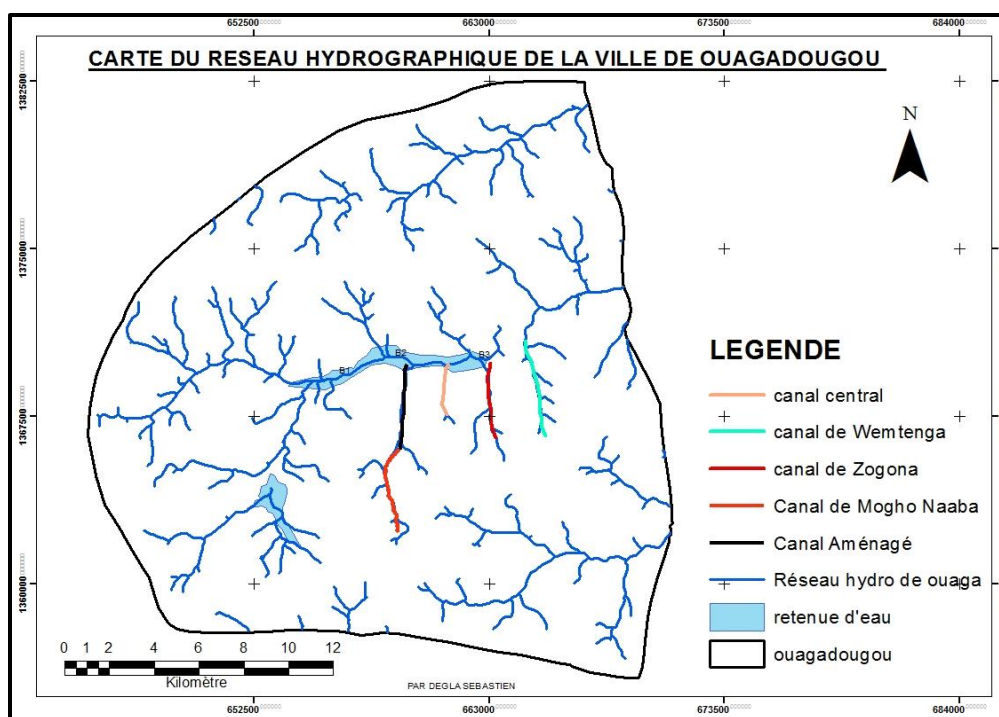 652500 663000 673500 684000
CARTE DU RESEAU HYDROGRAPHIQUE DE LA VILLE DE OUAGADOUGOU
1382500
N
1375000
B2
B3
B1
LEGENDE
canal central
1367500
canal de Wemtenga
canal de Zogona
Canal de Mogho Naaba
Canal Aménagé
1360000
Réseau hydro de ouaga
retenue d'eau
ouagadougou
0 1 2 4 6 8 10 12
Kilomètre
PAR DEGLA SEBASTIEN
652500 663000 673500 684000